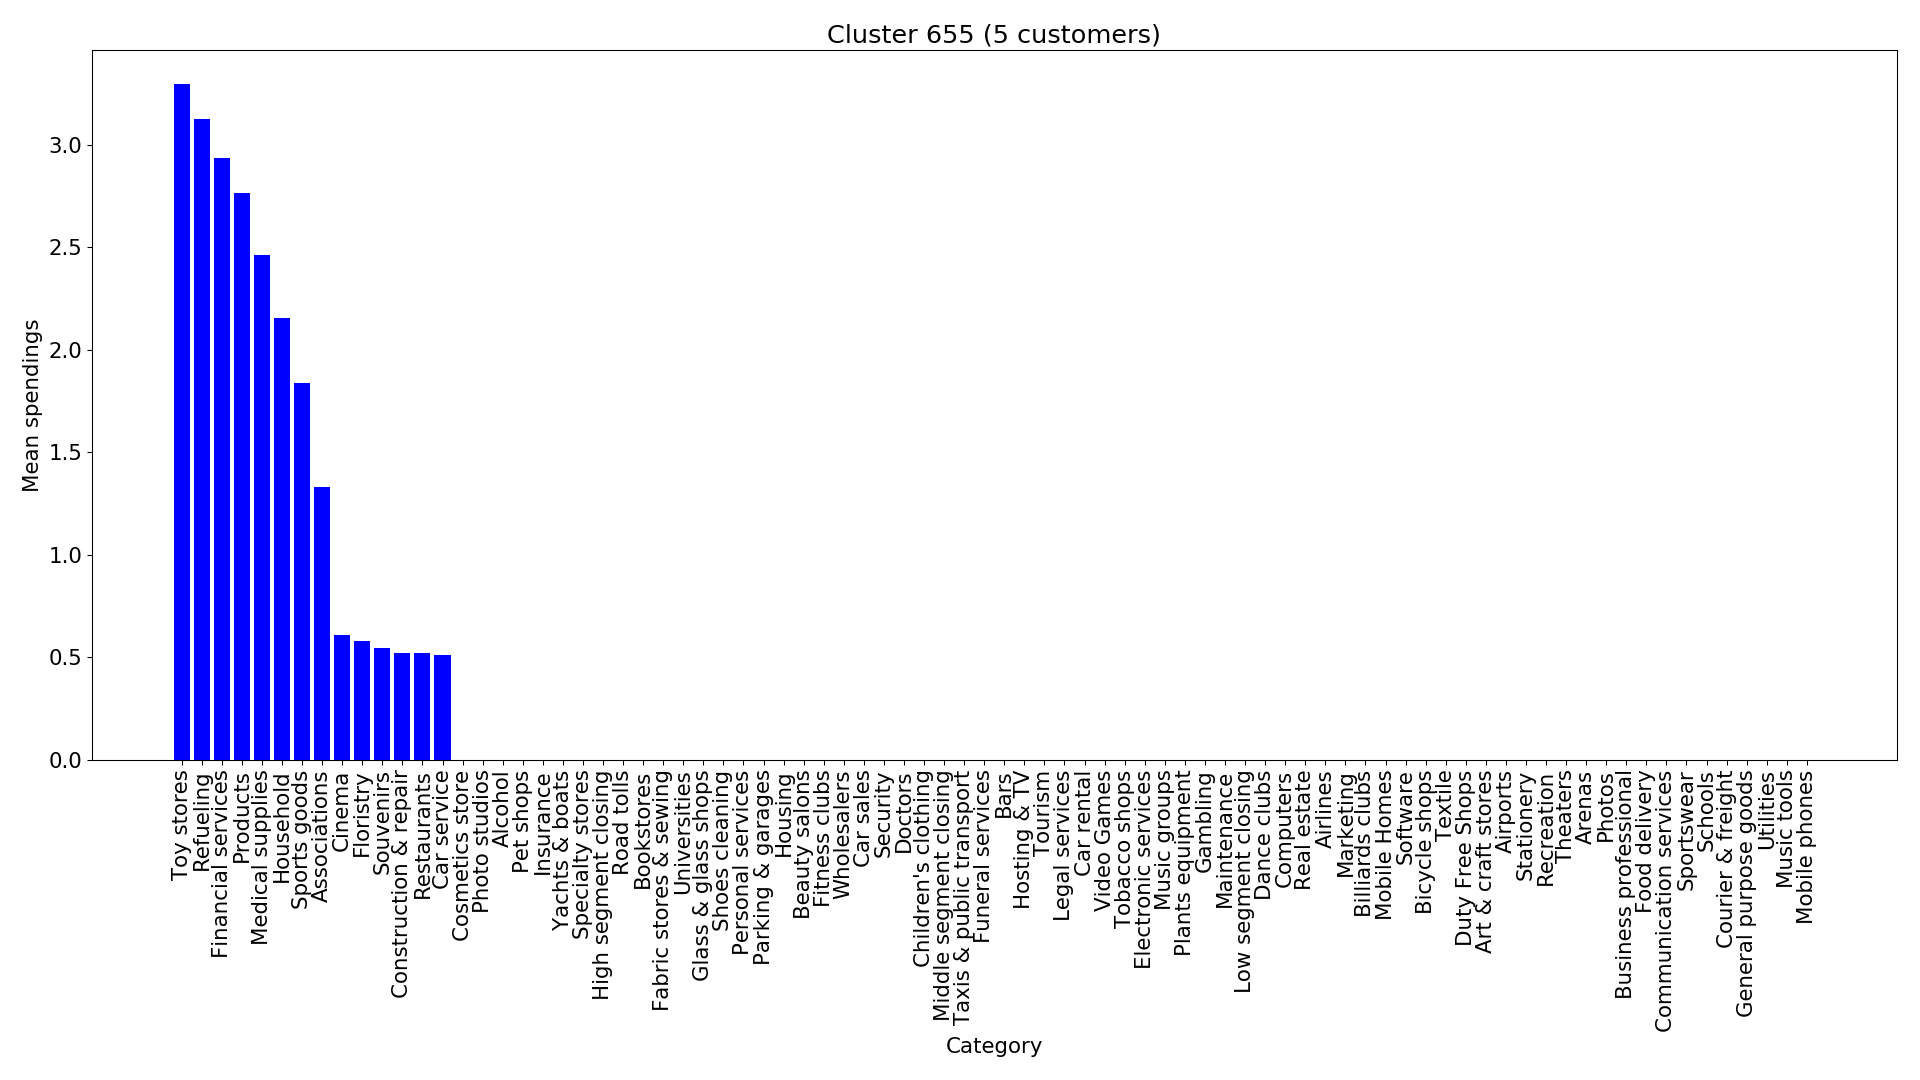 Cluster 655 (5 customers)
Mean spendings
3.0
2.5
2.0
1.5
1.0
0.5
0.0
Toy stores
Refueling
Financial services
Products
Medical supplies
Household
Sports goods
Associations
Cinema
Floristry
Souvenirs
Construction & repair
Restaurants
Car service
Cosmetics store
Photo studios
Alcohol
Pet shops
Insurance
Yachts & boats
Specialty stores
High segment closing
Road tolls
Bookstores
Fabric stores & sewing
Universities
Glass & glass shops
Shoes cleaning
Personal services
Parking & garages
Housing
Beauty salons
Fitness clubs
Wholesalers
Car sales
Security
Doctors
Children's clothing
Middle segment closing
Taxis & public transport
Funeral services
Bars
Hosting & TV
Tourism
Legal services
Car rental
Video Games
Tobacco shops
Electronic services
Music groups
Plants equipment
Gambling
Maintenance
Low segment closing
Dance clubs
Computers
Real estate
Airlines
Marketing
Billiards clubs
Mobile Homes
Software
Bicycle shops
Textile
Duty Free Shops
Art & craft stores
Airports
Stationery
Recreation
Theaters
Arenas
Photos
Business professional
Food delivery
Communication services
Sportswear
Schools
Courier & freight
General purpose goods
Utilities
Music tools
Mobile phones
Category